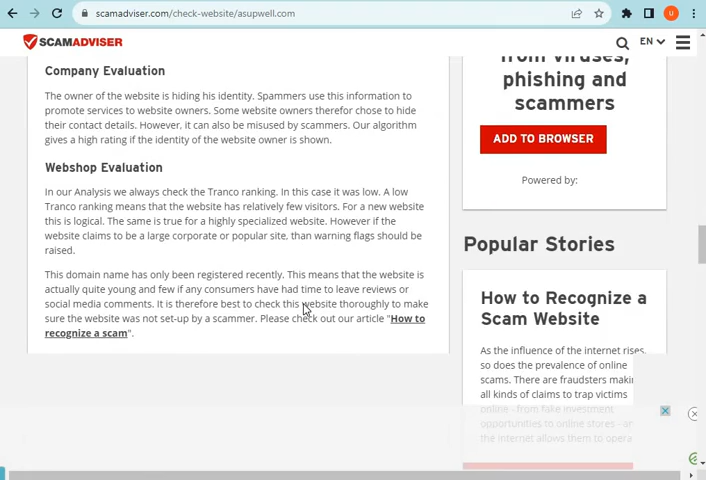 scamadviser.com/check-website/asupwell.com
U
SCAMADVISER
EN
Company Evaluation
The owner of the website is hiding his identity. Spammers use this information to
promote services to website owners. Some website owners therefor chose to hide
their contact details. However, it can also be misused by scammers. Our algorithm
gives a high rating if the identity of the website owner is shown.
Webshop Evaluation
In our Analysis we always check the Tranco ranking. In this case it was low. A low
Tranco ranking means that the website has relatively few visitors. For a new website
this is logical. The same is true for a highly specialized website. However if the
website claims to be a large corporate or popular site, than warning flags should be
raised.
This domain name has only been registered recently. This means that the website is
actually quite young and few if any consumers have had time to leave reviews or
social media comments. It is therefore best to check this website thoroughly to make
sure the website was not set-up by a scammer. Please check out our article "How to
recognize a scam".
from viruses,
phishing and
scammers
ADD TO BROWSER
Powered by:
Popular Stories
How to Recognize a
Scam Website
As the influence of the internet rises,
so does the prevalence of online
scams. There are fraudsters making
all kinds of claims to trap victims
online - from fake investment
opportunities to online stores - and
the internet allows them to operate